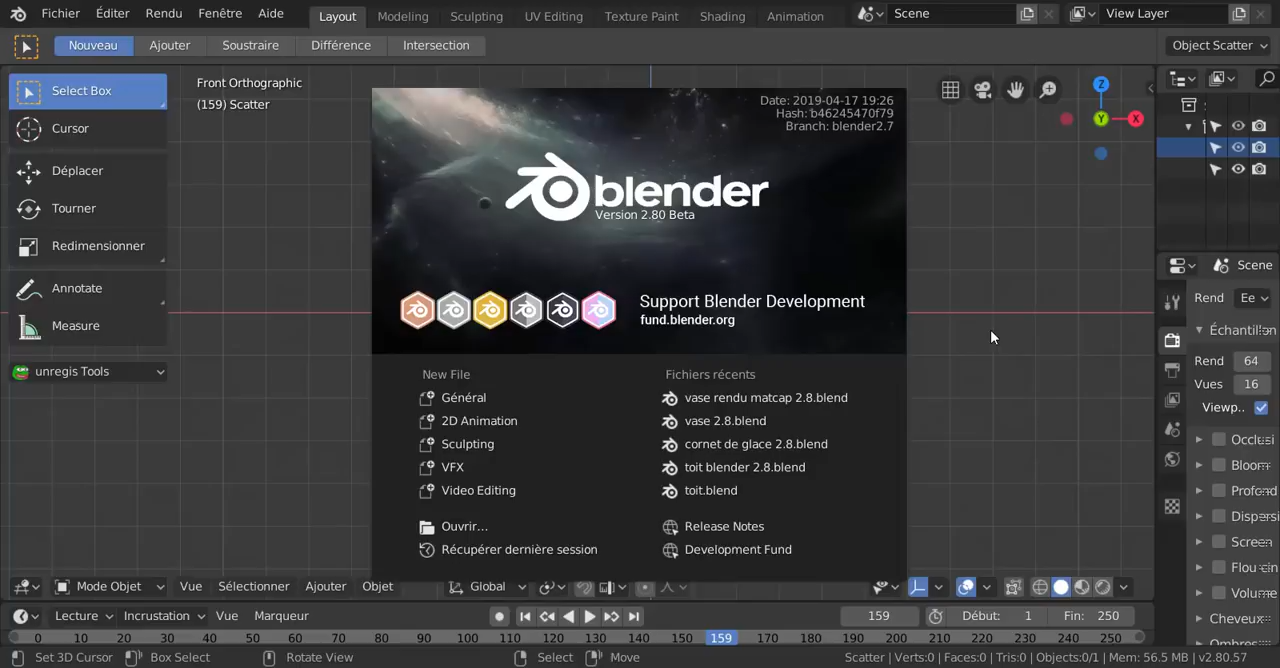 Fichier Éditer Rendu Fenêtre Aide Layout Modeling Sculpting UV Editing Texture Paint Shading Animation Scene View Layer
Nouveau Ajouter Soustraire Différence Intersection Object Scatter
Select Box
Cursor
Déplacer
Tourner
Redimensionner
Annotate
Measure
unregis Tools
Front Orthographic
(159) Scatter
Z
Y
X
Date: 2019-04-17 19:26
Hash: b46245470f79
Branch: blender2.7
blender
Version 2.80 Beta
Support Blender Development
fund.blender.org
New File
Général
2D Animation
Sculpting
VFX
Video Editing
Ouvrir...
Récupérer dernière session
Fichiers récents
vase rendu matcap 2.8.blend
vase 2.8.blend
cornet de glace 2.8.blend
toit blender 2.8.blend
toit.blend
Release Notes
Development Fund
Scene
Rend Ee
Rend 64
Vues 16
Viewp..
Bloom
Screen
Mode Objet Vue Sélectionner Ajouter Objet Global
Lecture Incrustation Vue Marqueur 159 Début: 1 Fin: 250
0 10 20 30 40 50 60 70 80 90 100 110 120 130 140 150 159 170 180 190 200 210 220 230 240 250
Set 3D Cursor Box Select Rotate View Select Move Scatter | Verts:0 | Faces:0 | Tris:0 | Objects:0/1 | Mem: 56.5 MB | v2.80.57